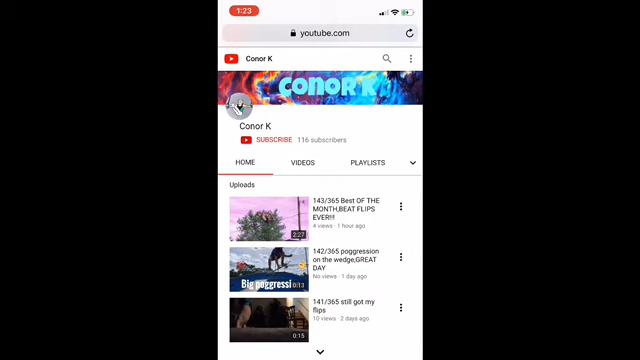 1:23
youtube.com
Conor K
CONOR K
Conor K
SUBSCRIBE 116 subscribers
HOME VIDEOS PLAYLISTS
Uploads
143/365 Best OF THE
MONTH,BEAT FLIPS
EVER!!!
4 views · 1 hour ago
2:27
142/365 poggression
on the wedge,GREAT
DAY
No views · 1 day ago
Big poggressi
0:13
141/365 still got my
flips
10 views · 2 days ago
0:15